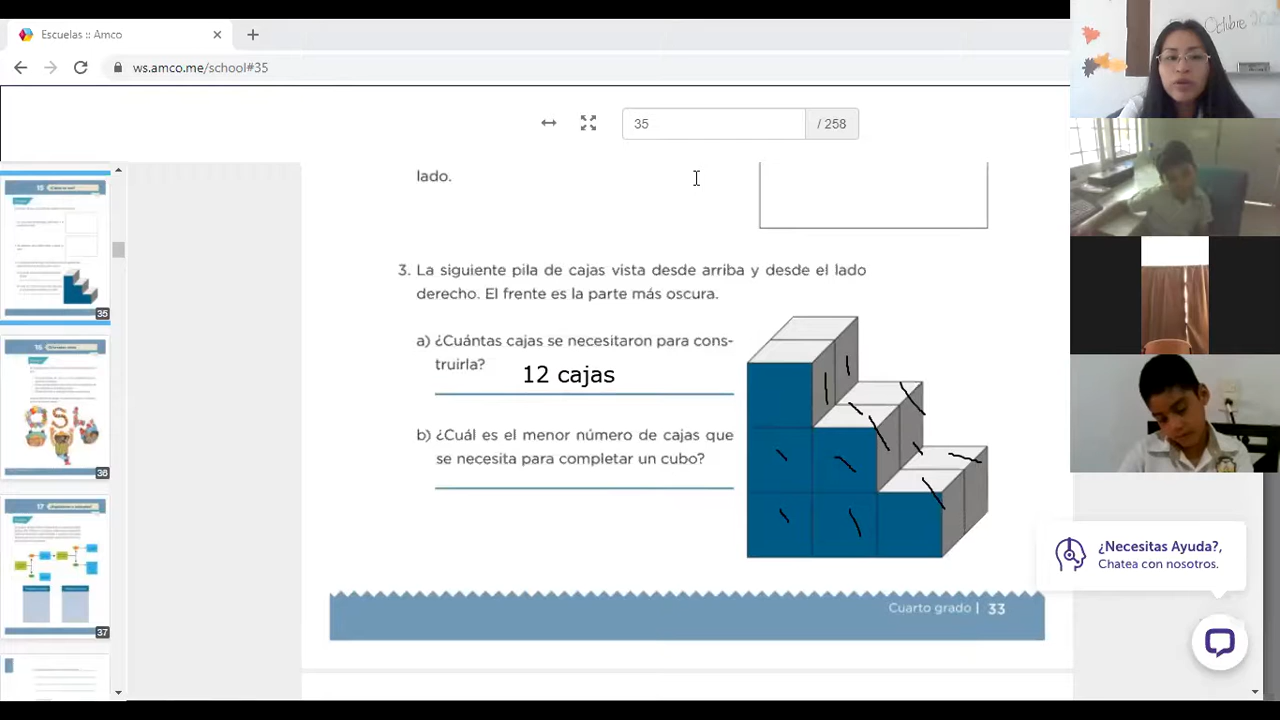 Escuelas :: Amco
ws.amco.me/school#35
35 / 258
lado.
3. La siguiente pila de cajas vista desde arriba y desde el lado
derecho. El frente es la parte más oscura.
a) ¿Cuántas cajas se necesitaron para cons-
truirla?
12 cajas
b) ¿Cuál es el menor número de cajas que
se necesita para completar un cubo?
Cuarto grado | 33
35
36
37
¿Necesitas Ayuda?,
Chatea con nosotros.
Octubre